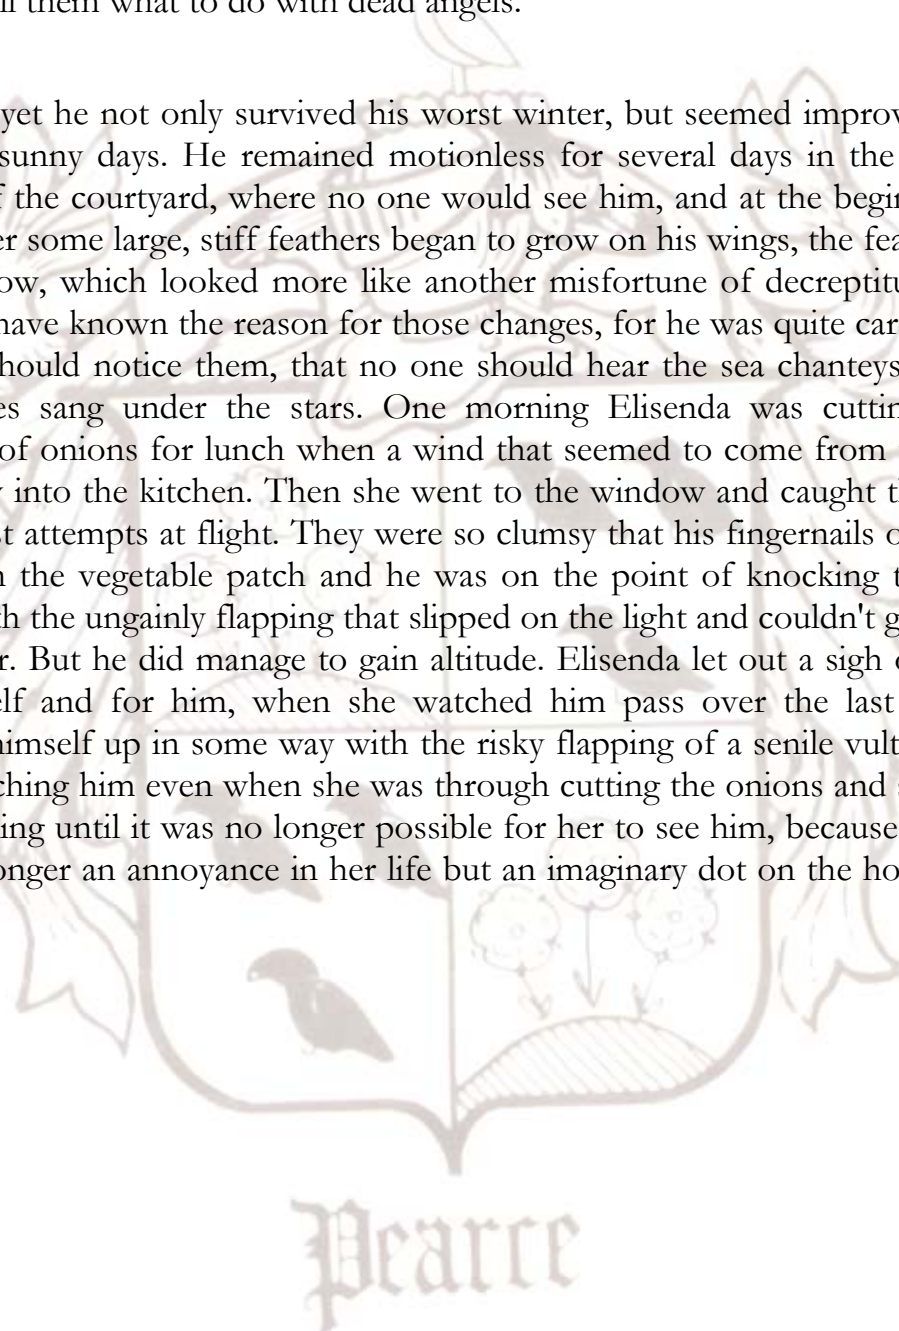 ll them what to do with dead angels.
yet he not only survived his worst winter, but seemed improv
sunny days. He remained motionless for several days in the
f the courtyard, where no one would see him, and at the begin
er some large, stiff feathers began to grow on his wings, the fea
ow, which looked more like another misfortune of decreptitu
have known the reason for those changes, for he was quite car
hould notice them, that no one should hear the sea chanteys
es sang under the stars. One morning Elisenda was cuttin
of onions for lunch when a wind that seemed to come from
y into the kitchen. Then she went to the window and caught th
st attempts at flight. They were so clumsy that his fingernails o
n the vegetable patch and he was on the point of knocking t
th the ungainly flapping that slipped on the light and couldn't g
r. But he did manage to gain altitude. Elisenda let out a sigh o
elf and for him, when she watched him pass over the last
himself up in some way with the risky flapping of a senile vult
ching him even when she was through cutting the onions and s
ing until it was no longer possible for her to see him, because
onger an annoyance in her life but an imaginary dot on the ho
Pearce